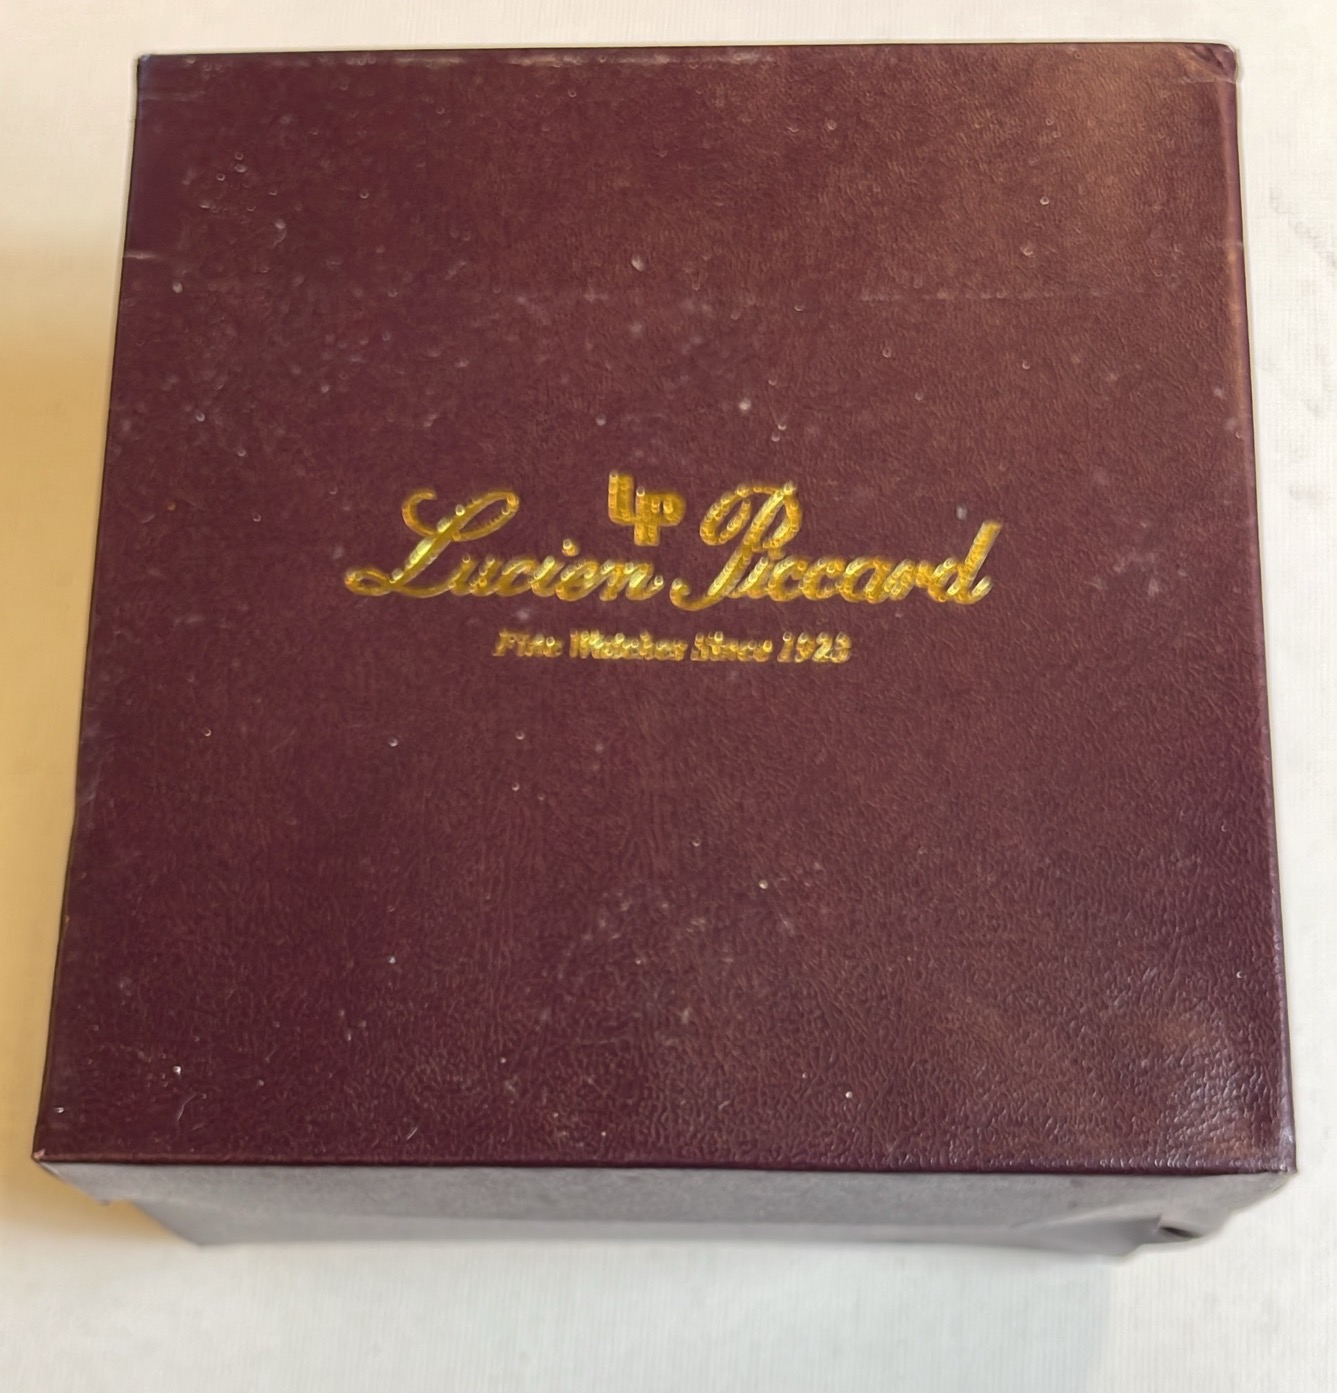 LP
Lucien Piccard
Fine Watches Since 1923